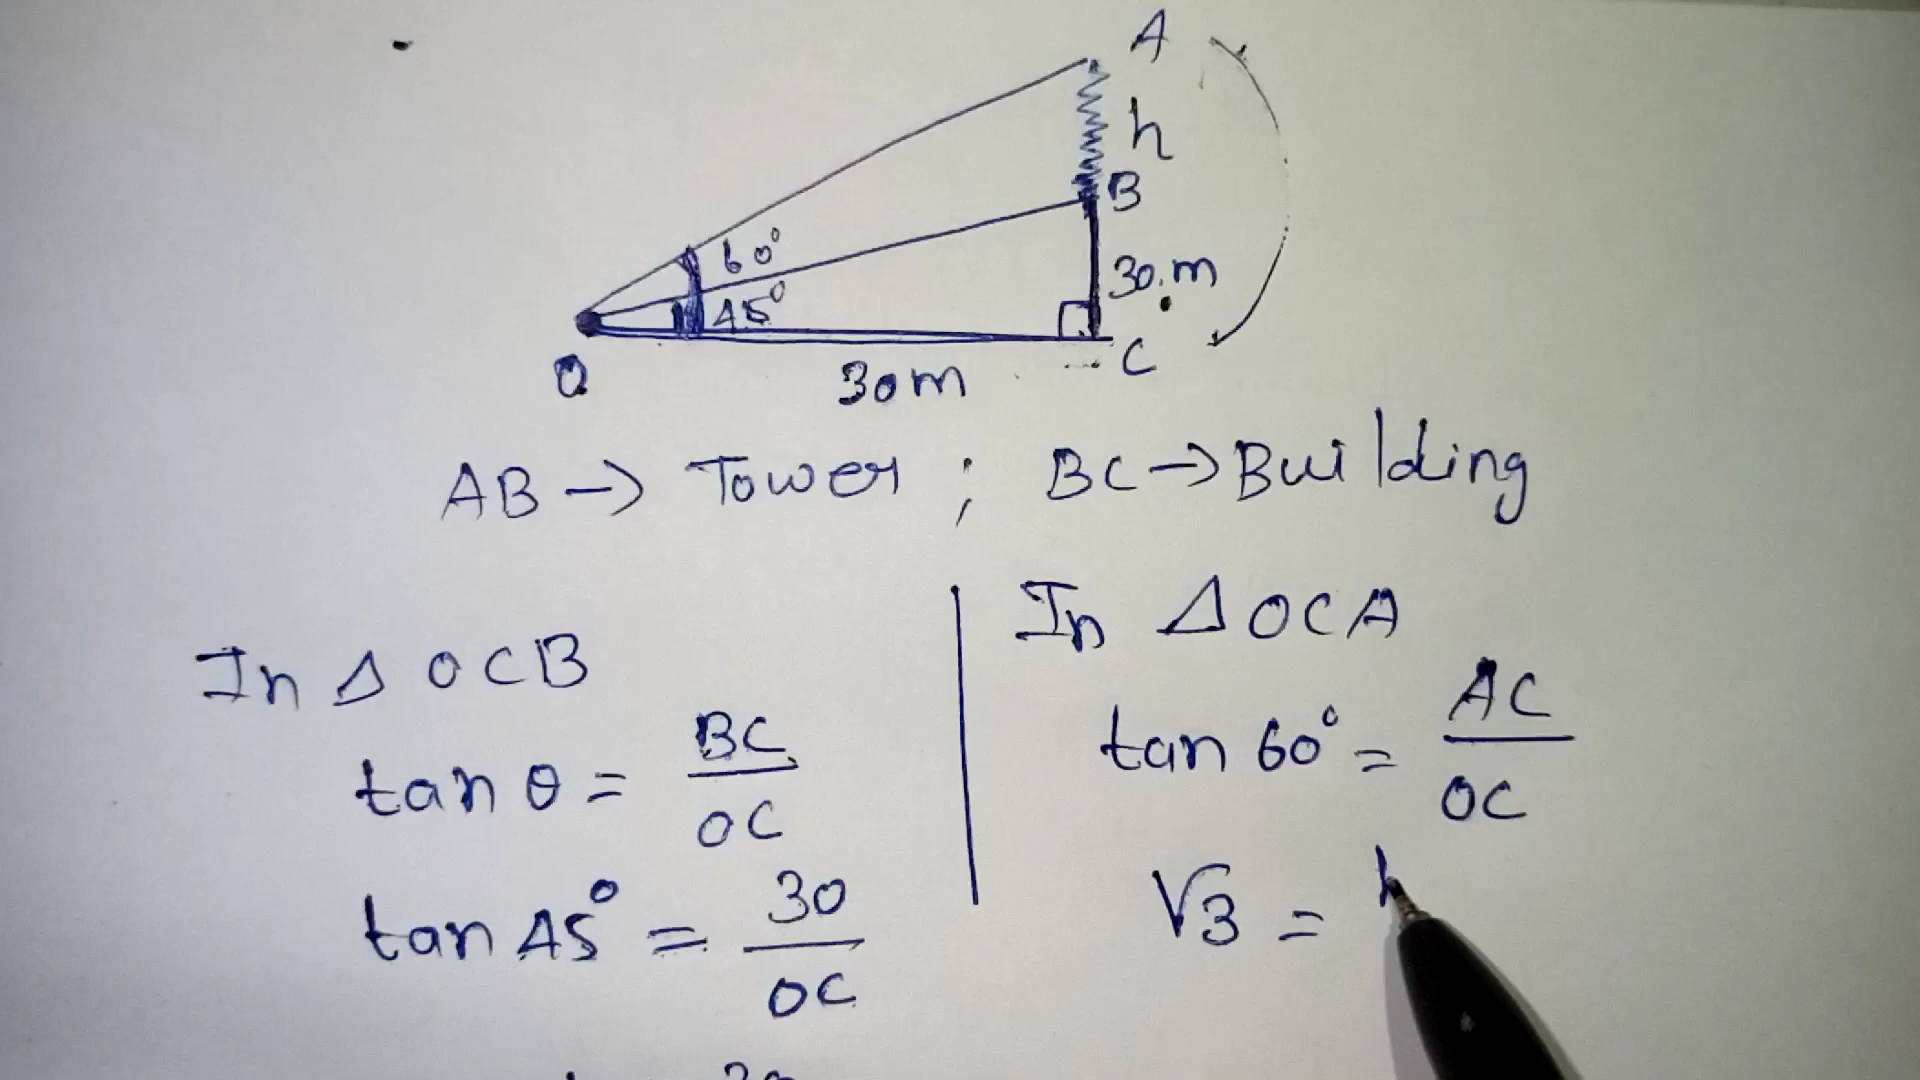 A
h
B
60°
45°
30.m
O
30m
C
AB → Tower ; BC → Building
In Δ OCB
tan θ = BC/OC
tan 45° = 30/OC
In Δ OCA
tan 60° = AC/OC
√3 =